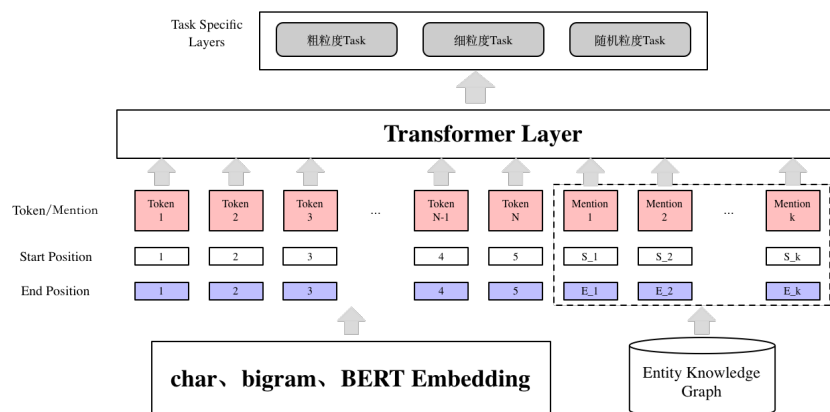 Task Specific
Layers
粗粒度Task
细粒度Task
随机粒度Task
Transformer Layer
Token/Mention
Token
1
Token
2
Token
3
...
Token
N-1
Token
N
Mention
1
Mention
2
...
Mention
k
Start Position
1
2
3
4
5
S_1
S_2
S_k
End Position
1
2
3
4
5
E_1
E_2
E_k
char、bigram、BERT Embedding
Entity Knowledge
Graph